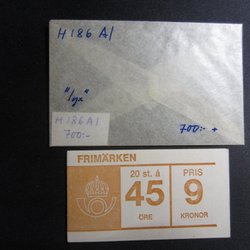 H186 A1
"lyx"
H186A1
700:-
700:- +
FRIMÄRKEN
20 st. á
45
ÖRE
PRIS
9
KRONOR